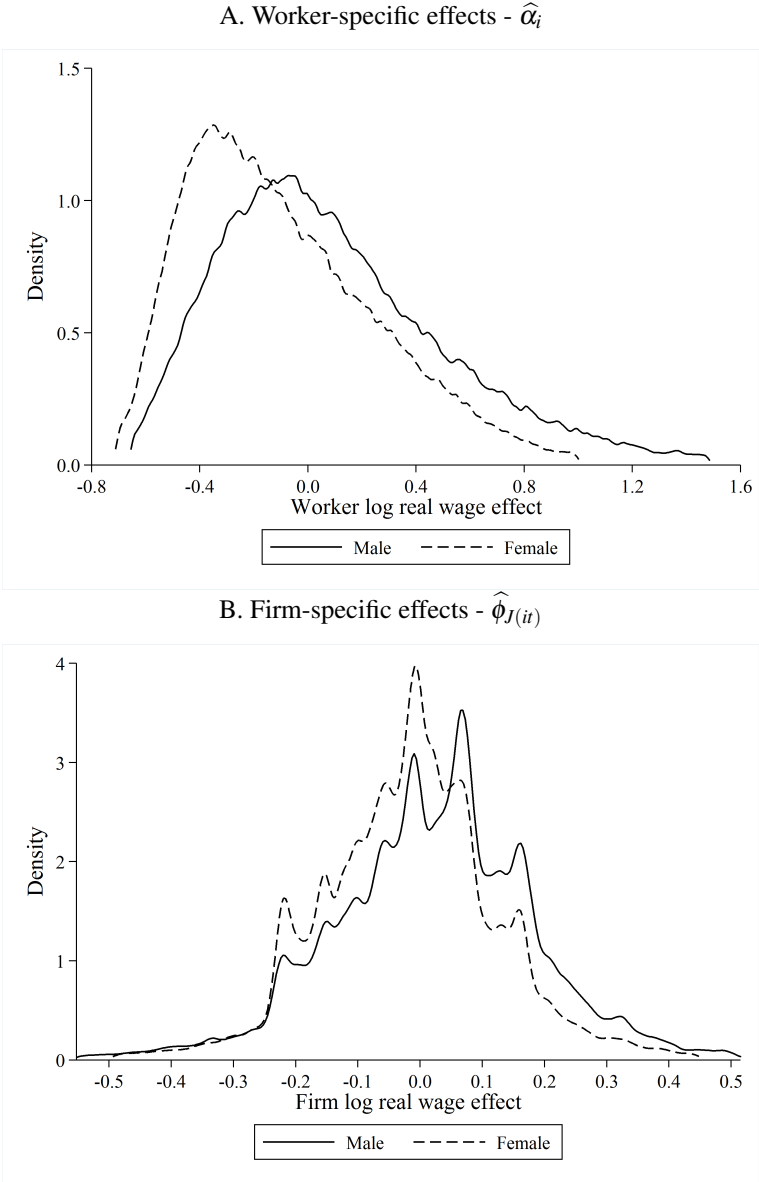 A. Worker-specific effects - α̂ᵢ
1.5
1.0
0.5
0.0
Density
-0.8 -0.4 0.0 0.4 0.8 1.2 1.6
Worker log real wage effect
Male Female
B. Firm-specific effects - ϕ̂_J(it)
4
3
2
1
0
Density
-0.5 -0.4 -0.3 -0.2 -0.1 0.0 0.1 0.2 0.3 0.4 0.5
Firm log real wage effect
Male Female